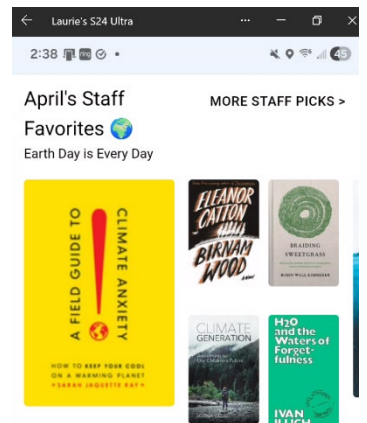 Laurie's S24 Ultra
2:38
ring
45
April's Staff
Favorites
MORE STAFF PICKS >
Earth Day is Every Day
A FIELD GUIDE TO
CLIMATE ANXIETY
HOW TO KEEP YOUR COOL
ON A WARMING PLANET
SARAH JAQUETTE RAY
ELEANOR
CATTON
BIRNAM
WOOD
BRAIDING
SWEETGRASS
ROBIN WALL KIMMERER
CLIMATE
GENERATION
H2O
and the
Waters of
Forget-
fulness
IVAN
ILLICH